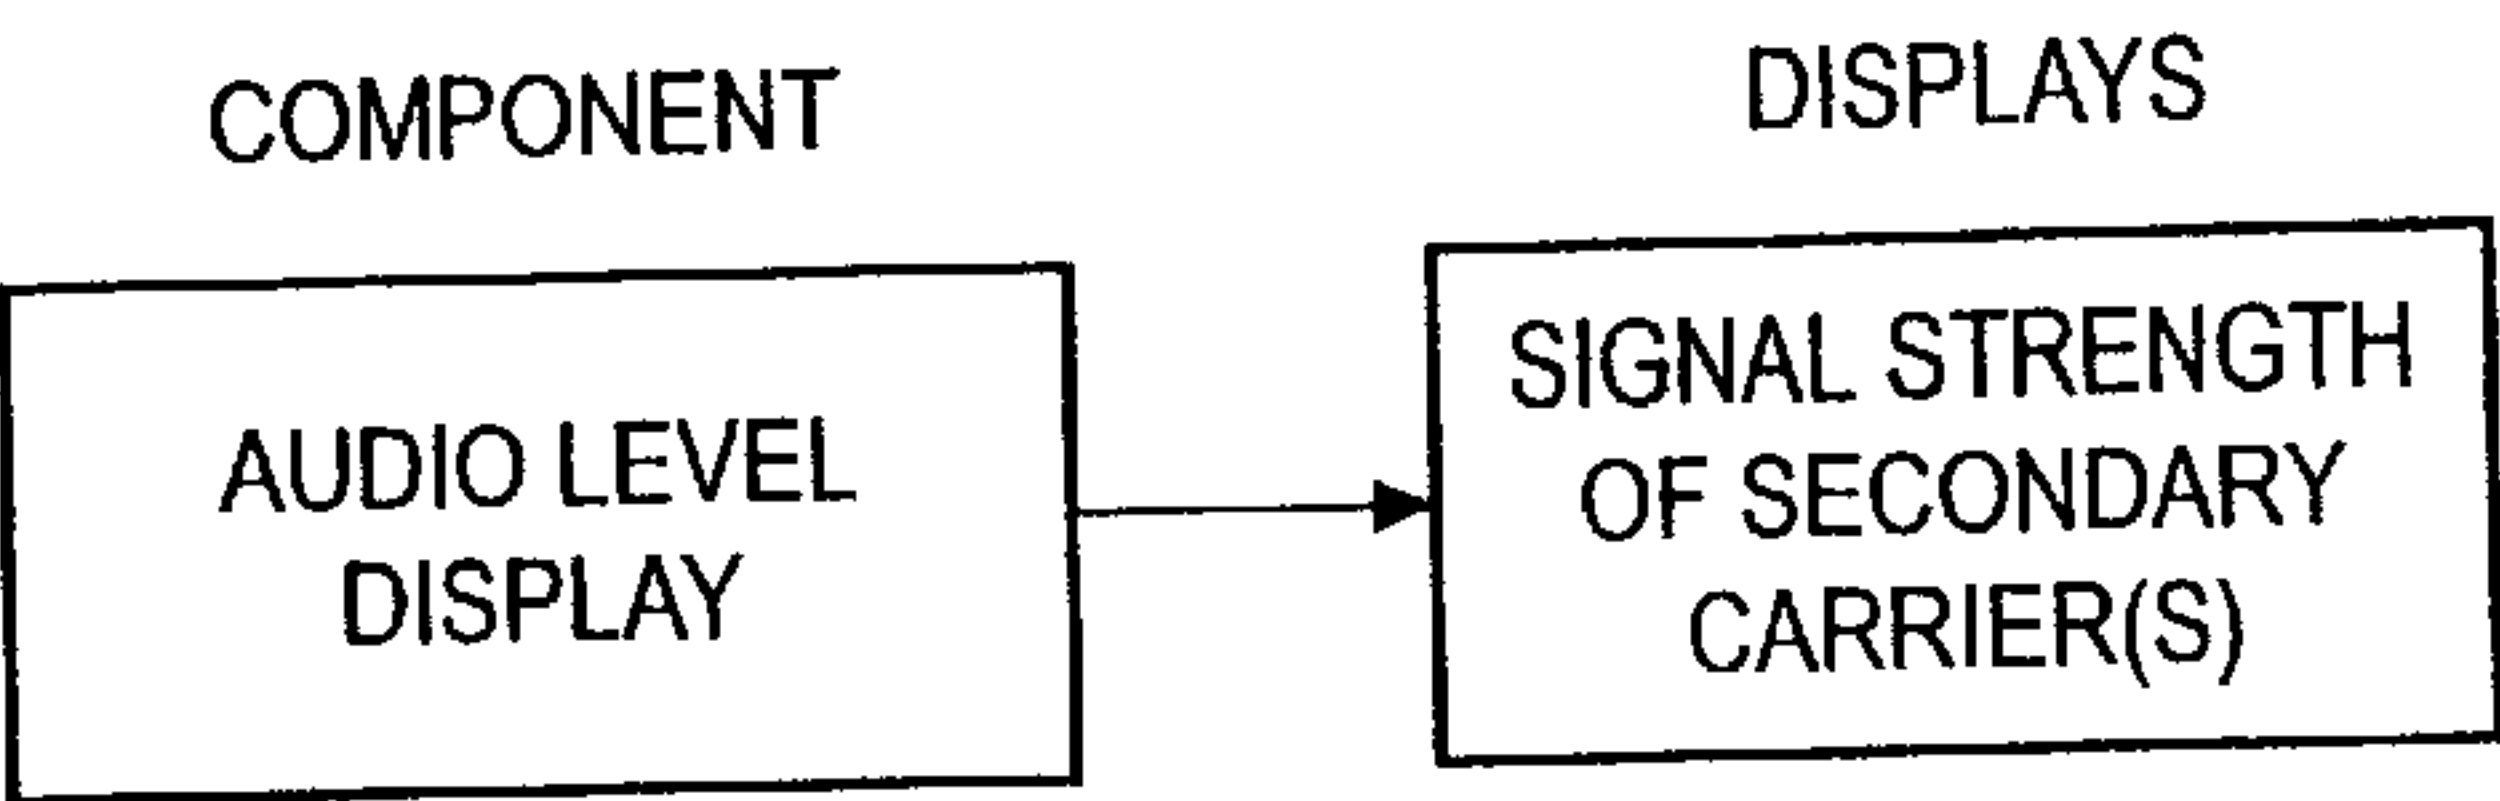 COMPONENT
DISPLAYS
AUDIO LEVEL
DISPLAY
SIGNAL STRENGTH
OF SECONDARY
CARRIER(S)